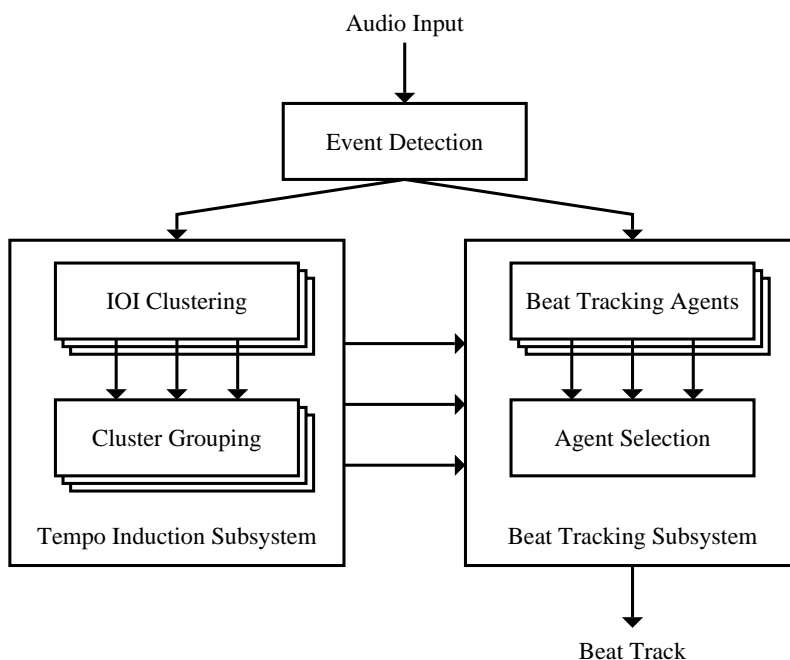 Audio Input
Event Detection
IOI Clustering
Cluster Grouping
Tempo Induction Subsystem
Beat Tracking Agents
Agent Selection
Beat Tracking Subsystem
Beat Track